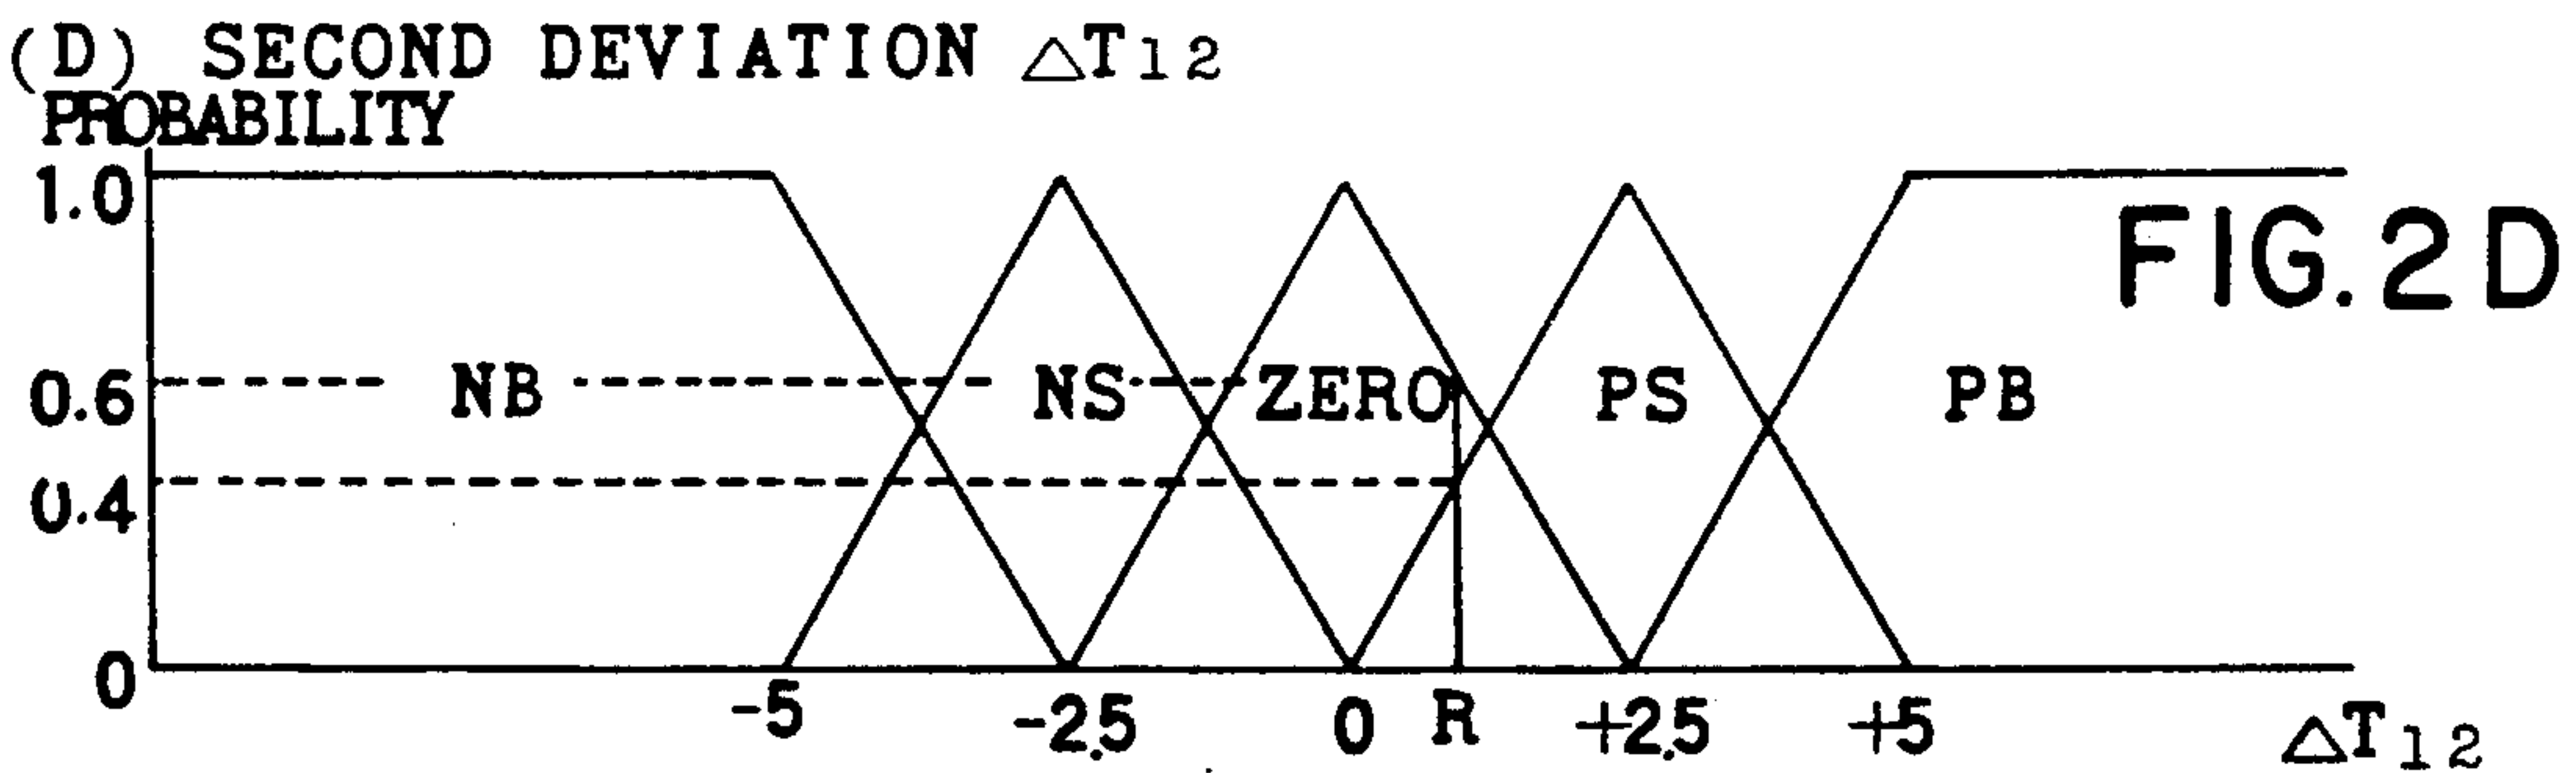 (D) SECOND DEVIATION △T12
PROBABILITY
1.0
FIG. 2D
0.6 NB NS ZERO PS PB
0.4
0
-5 -2.5 0 R +2.5 +5 △T12